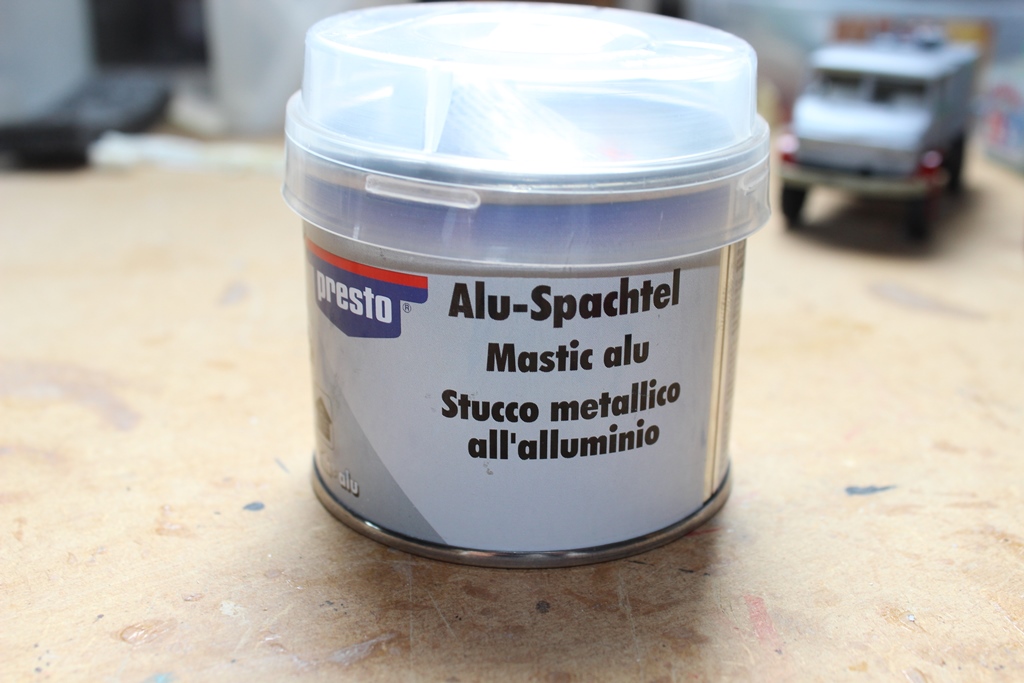 presto®
Alu-Spachtel
Mastic alu
Stucco metallico
all'alluminio
alu